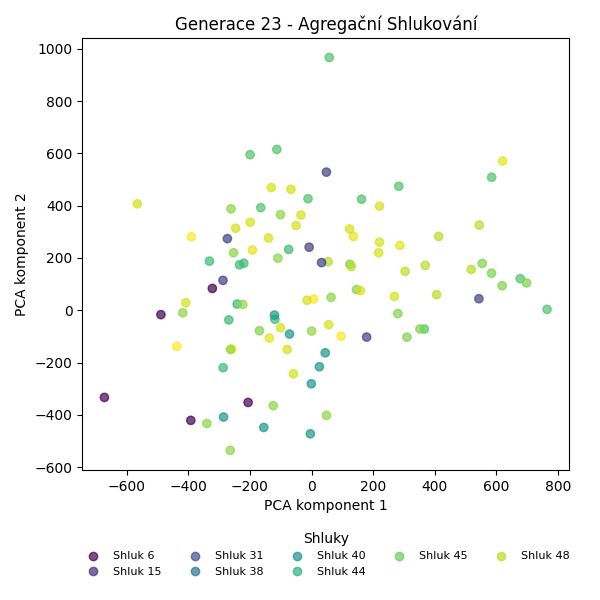 Generace 23 - Agregační Shlukování
PCA komponent 2
1000
800
600
400
200
0
−200
−400
−600
−600 −400 −200 0 200 400 600 800
PCA komponent 1
Shluky
Shluk 6 Shluk 31 Shluk 40 Shluk 45 Shluk 48
Shluk 15 Shluk 38 Shluk 44